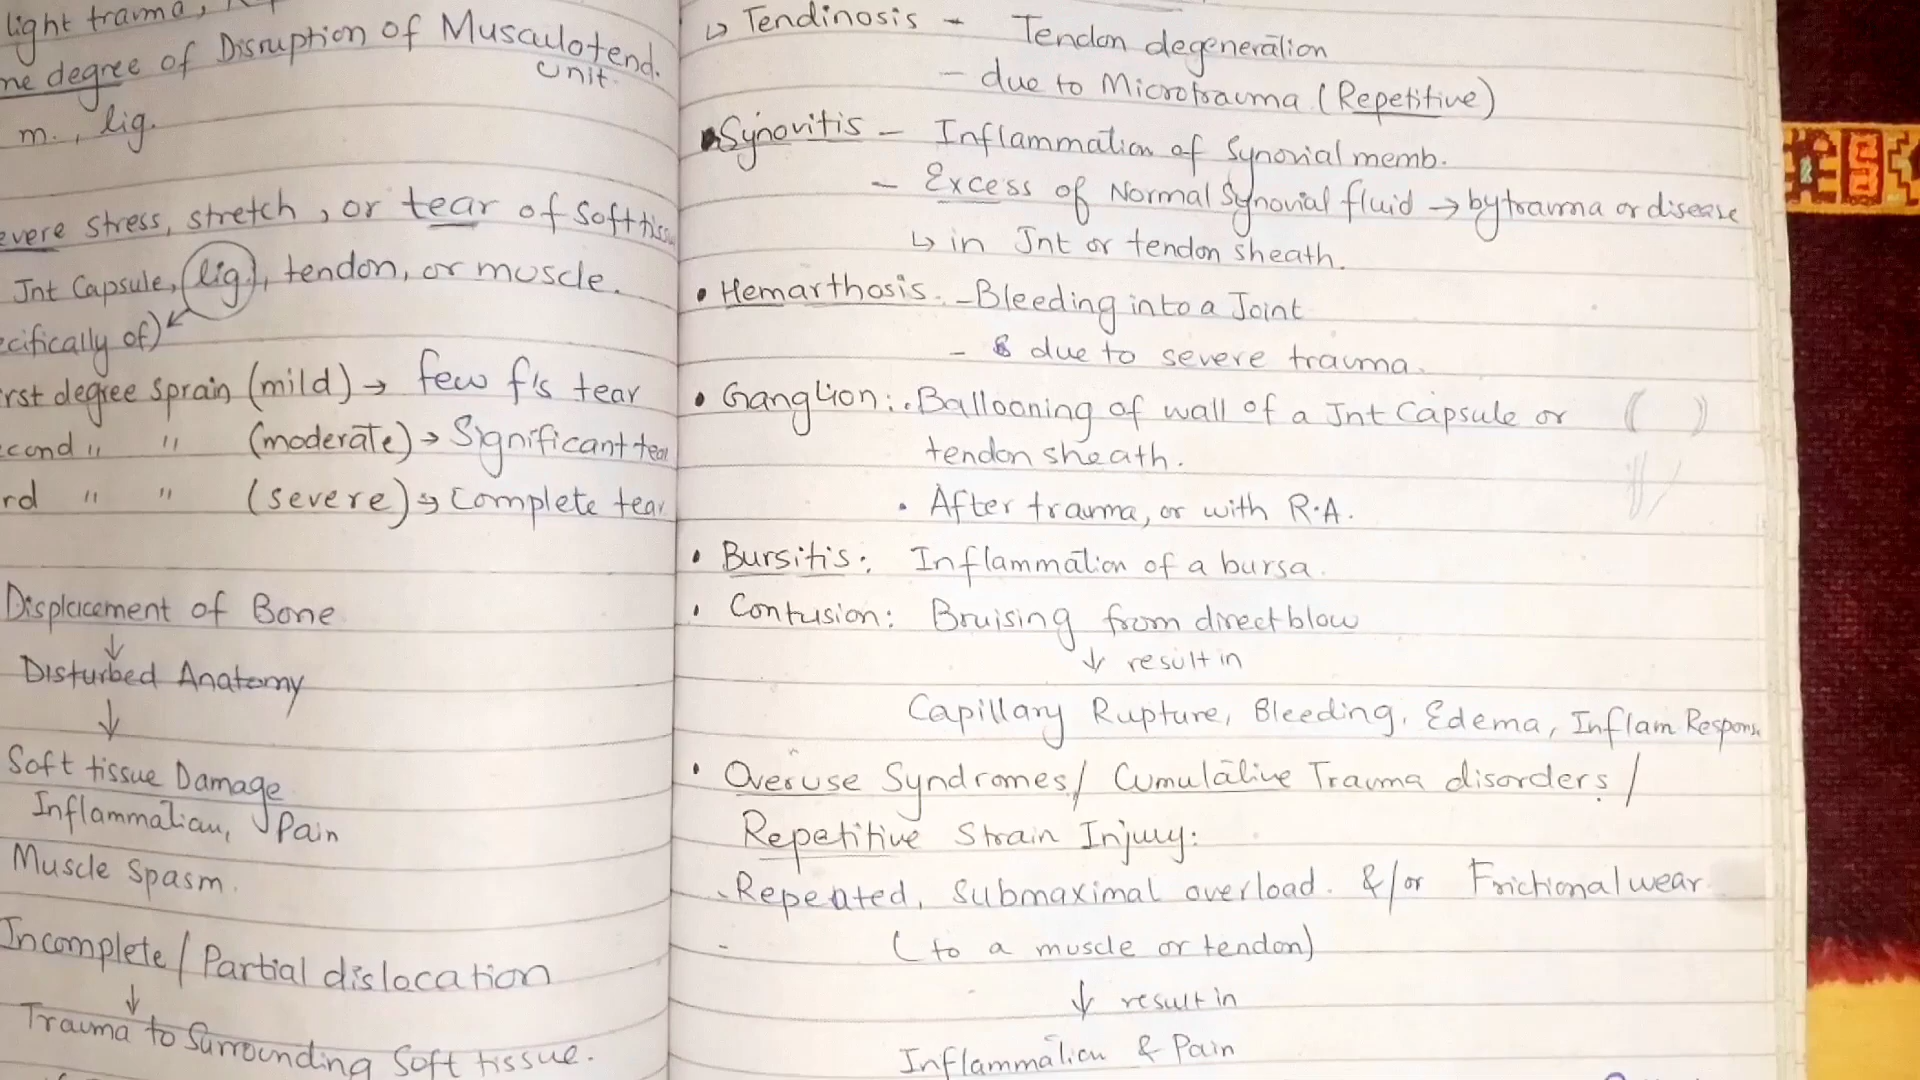 light trauma,
ne degree of Disruption of Musculotend.
unit.
m., lig.
evere stress, stretch, or tear of Soft tiss
Jnt Capsule, (lig.), tendon, or muscle.
ecifically of)
rst degree sprain (mild) → few f's tear
cond " " (moderate) → Significant tear
rd " " (severe) → Complete tear
Displacement of Bone
↓
Disturbed Anatomy
↓
Soft tissue Damage
Inflammation, Pain
Muscle Spasm.
Incomplete / Partial dislocation
↓
Trauma to Surrounding Soft tissue.
↳ Tendinosis - Tendon degeneration
- due to Microtrauma (Repetitive)
Synovitis - Inflammation of Synovial memb.
- Excess of Normal Synovial fluid → by trauma or disease
↳ in Jnt or tendon sheath.
• Hemarthosis. - Bleeding into a Joint
- due to severe trauma.
• Ganglion: . Ballooning of wall of a Jnt Capsule or
tendon sheath.
• After trauma, or with R.A.
• Bursitis: Inflammation of a bursa.
• Contusion: Bruising from direct blow
↓ result in
Capillary Rupture, Bleeding, Edema, Inflam Respons
• Overuse Syndromes / Cumulative Trauma disorders /
Repetitive Strain Injury:
- Repeated, Submaximal overload. &/or Frictional wear
- (to a muscle or tendon)
↓ result in
Inflammation & Pain